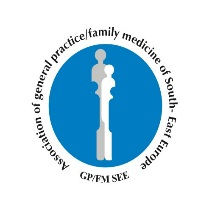 Association of general practice/family medicine of South- East Europe
GP/FM SEE